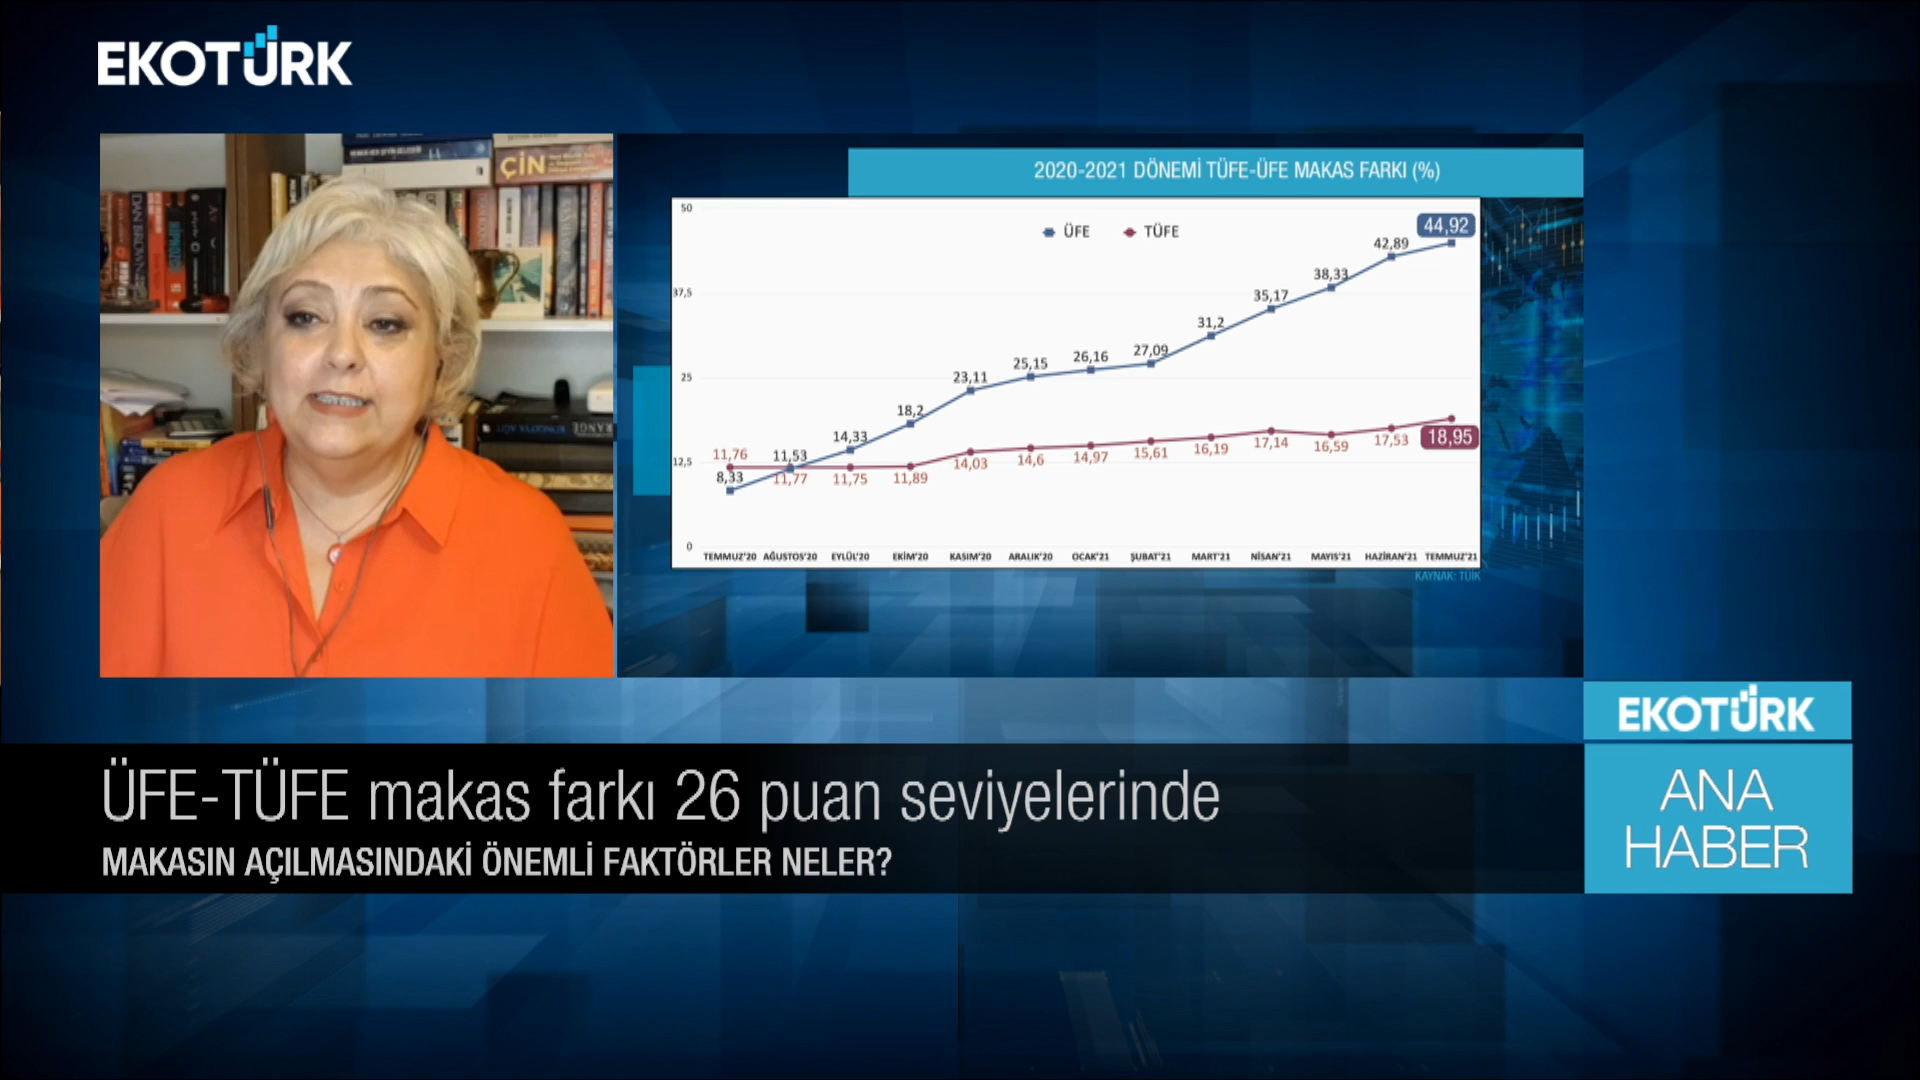 EKOTÜRK
ÇİN
DAN BROWN
RANGE
2020-2021 DÖNEMİ TÜFE-ÜFE MAKAS FARKI (%)
ÜFE TÜFE
50
37,5
25
12,5
0
8,33 11,53 14,33 18,2 23,11 25,15 26,16 27,09 31,2 35,17 38,33 42,89 44,92
11,76 11,77 11,75 11,89 14,03 14,6 14,97 15,61 16,19 17,14 16,59 17,53 18,95
TEMMUZ'20 AĞUSTOS'20 EYLÜL'20 EKİM'20 KASIM'20 ARALIK'20 OCAK'21 ŞUBAT'21 MART'21 NİSAN'21 MAYIS'21 HAZİRAN'21 TEMMUZ'21
KAYNAK: TÜİK
EKOTÜRK
ÜFE-TÜFE makas farkı 26 puan seviyelerinde
MAKASIN AÇILMASINDAKİ ÖNEMLİ FAKTÖRLER NELER?
ANA
HABER